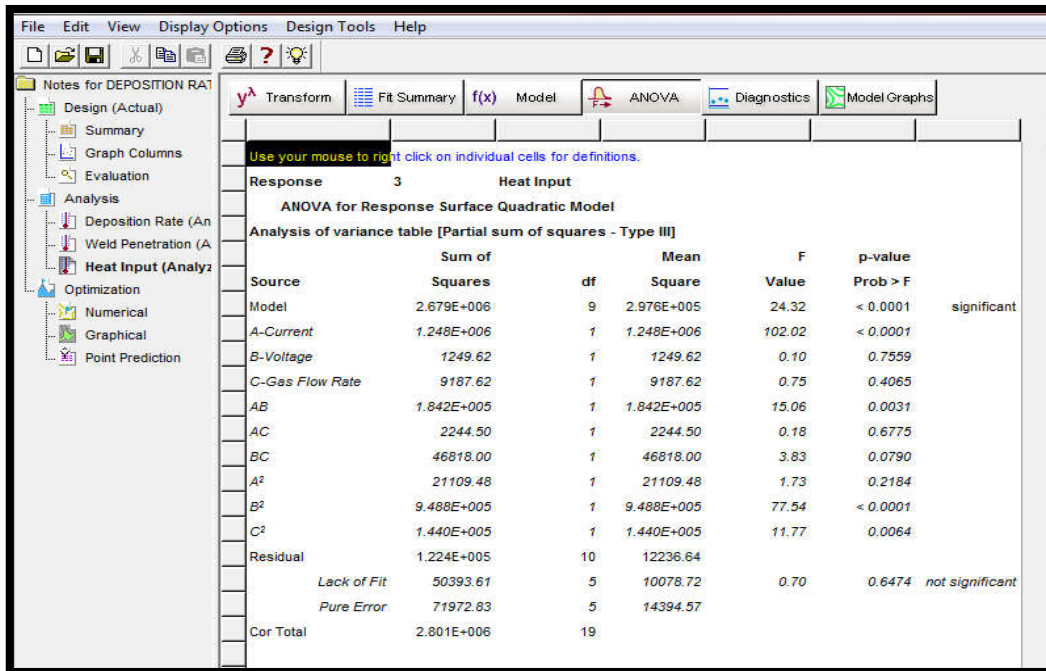 File Edit View Display Options Design Tools Help
Notes for DEPOSITION RAT
Design (Actual)
Summary
Graph Columns
Evaluation
Analysis
Deposition Rate (An
Weld Penetration (A
Heat Input (Analyz
Optimization
Numerical
Graphical
Point Prediction
yλ Transform Fit Summary f(x) Model ANOVA Diagnostics Model Graphs
Use your mouse to right click on individual cells for definitions.
Response 3 Heat Input
ANOVA for Response Surface Quadratic Model
Analysis of variance table [Partial sum of squares - Type III]
Sum of Mean F p-value
Source Squares df Square Value Prob > F
Model 2.679E+006 9 2.976E+005 24.32 < 0.0001 significant
A-Current 1.248E+006 1 1.248E+006 102.02 < 0.0001
B-Voltage 1249.62 1 1249.62 0.10 0.7559
C-Gas Flow Rate 9187.62 1 9187.62 0.75 0.4065
AB 1.842E+005 1 1.842E+005 15.06 0.0031
AC 2244.50 1 2244.50 0.18 0.6775
BC 46818.00 1 46818.00 3.83 0.0790
A² 21109.48 1 21109.48 1.73 0.2184
B² 9.488E+005 1 9.488E+005 77.54 < 0.0001
C² 1.440E+005 1 1.440E+005 11.77 0.0064
Residual 1.224E+005 10 12236.64
Lack of Fit 50393.61 5 10078.72 0.70 0.6474 not significant
Pure Error 71972.83 5 14394.57
Cor Total 2.801E+006 19